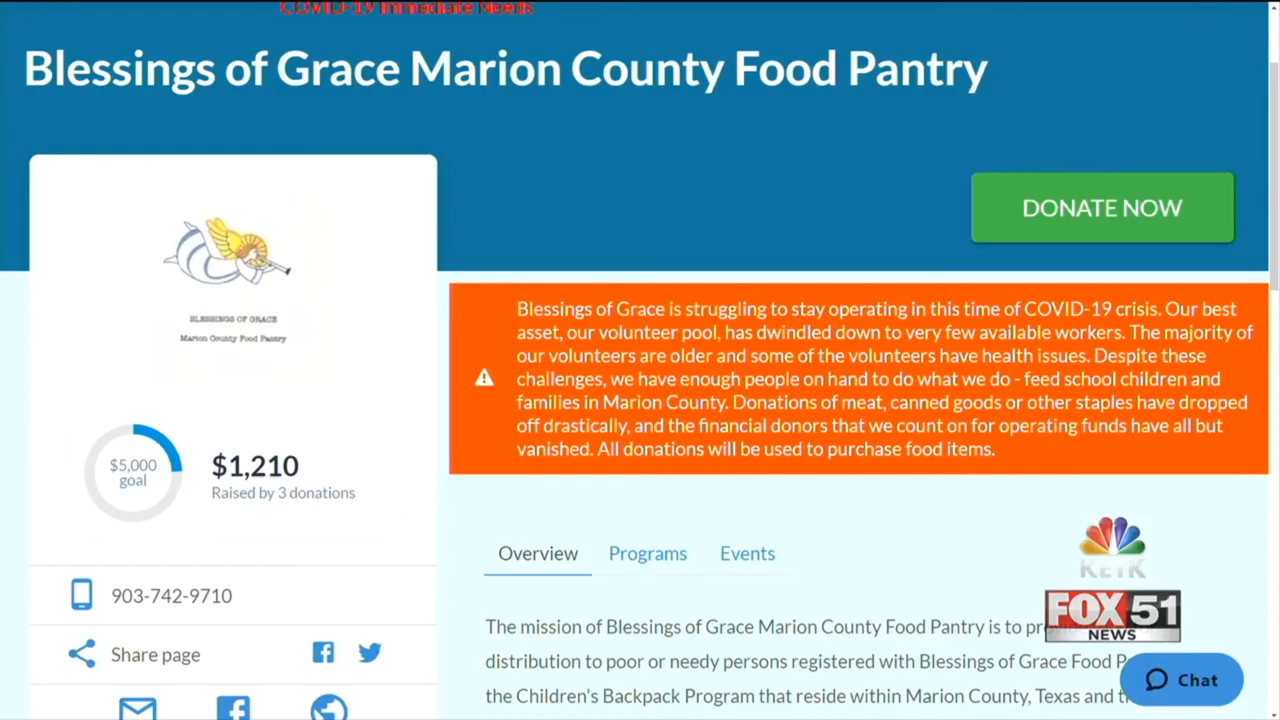 COVID-19 Immediate Needs
Blessings of Grace Marion County Food Pantry
DONATE NOW
BLESSINGS OF GRACE
Marion County Food Pantry
$5,000
goal
$1,210
Raised by 3 donations
903-742-9710
Share page
Blessings of Grace is struggling to stay operating in this time of COVID-19 crisis. Our best
asset, our volunteer pool, has dwindled down to very few available workers. The majority of
our volunteers are older and some of the volunteers have health issues. Despite these
challenges, we have enough people on hand to do what we do - feed school children and
families in Marion County. Donations of meat, canned goods or other staples have dropped
off drastically, and the financial donors that we count on for operating funds have all but
vanished. All donations will be used to purchase food items.
Overview Programs Events
The mission of Blessings of Grace Marion County Food Pantry is to
distribution to poor or needy persons registered with Blessings of Grace Food
the Children's Backpack Program that reside within Marion County, Texas and
KETK
FOX 51
NEWS
Chat